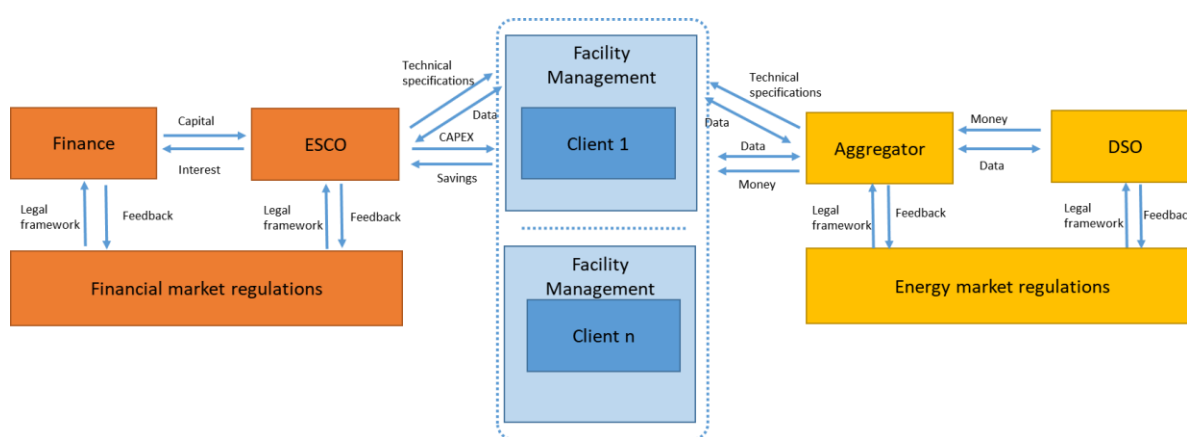 Facility
Management
Client 1
Technical
specifications
Data
CAPEX
Savings
Finance
Capital
Interest
ESCO
Legal
framework
Feedback
Legal
framework
Feedback
Financial market regulations
Facility
Management
Client n
Technical
specifications
Data
Data
Money
Aggregator
Money
Data
DSO
Legal
framework
Feedback
Legal
framework
Feedback
Energy market regulations